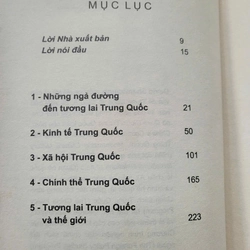 MỤC LỤC
Lời Nhà xuất bản 9
Lời nói đầu 15
1 - Những ngả đường
đến tương lai Trung Quốc 21
2 - Kinh tế Trung Quốc 50
3 - Xã hội Trung Quốc 101
4 - Chính thể Trung Quốc 165
5 - Tương lai Trung Quốc
và thế giới 223